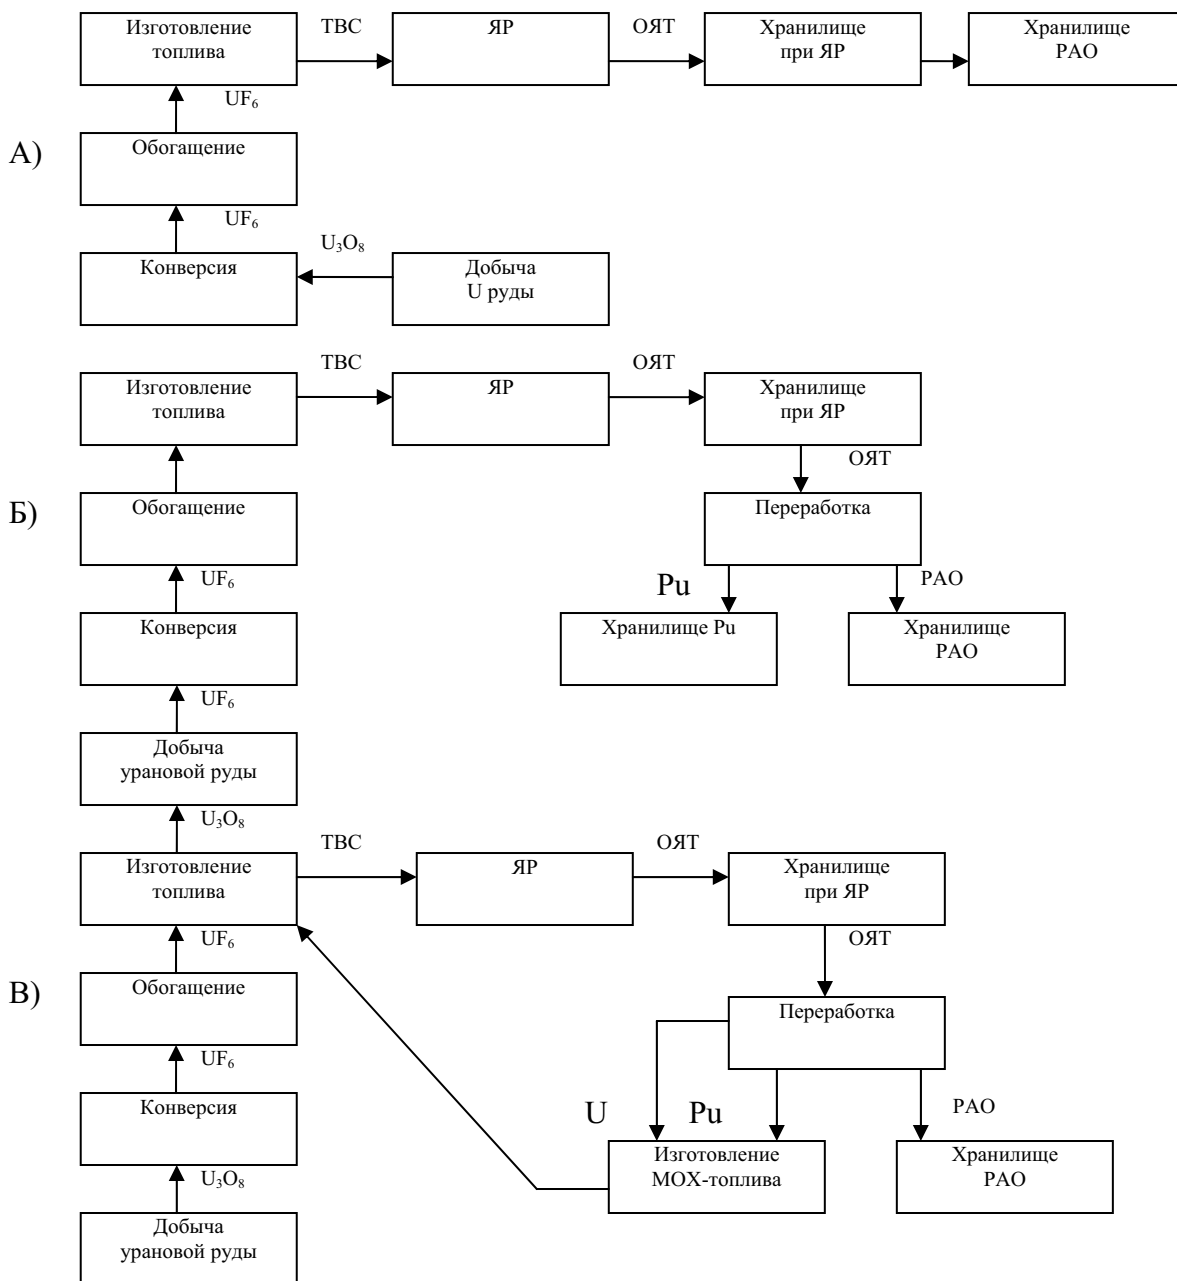 Изготовление
топлива
ТВС
ЯР
ОЯТ
Хранилище
при ЯР
Хранилище
РАО
UF₆
А)
Обогащение
UF₆
Конверсия
U₃O₈
Добыча
U руды
Изготовление
топлива
ТВС
ЯР
ОЯТ
Хранилище
при ЯР
ОЯТ
Б)
Обогащение
Переработка
UF₆
Pu
РАО
Конверсия
Хранилище Pu
Хранилище
РАО
UF₆
Добыча
урановой руды
U₃O₈
Изготовление
топлива
ТВС
ЯР
ОЯТ
Хранилище
при ЯР
UF₆
ОЯТ
В)
Обогащение
Переработка
UF₆
Конверсия
U
Pu
РАО
Изготовление
МОХ-топлива
Хранилище
РАО
U₃O₈
Добыча
урановой руды